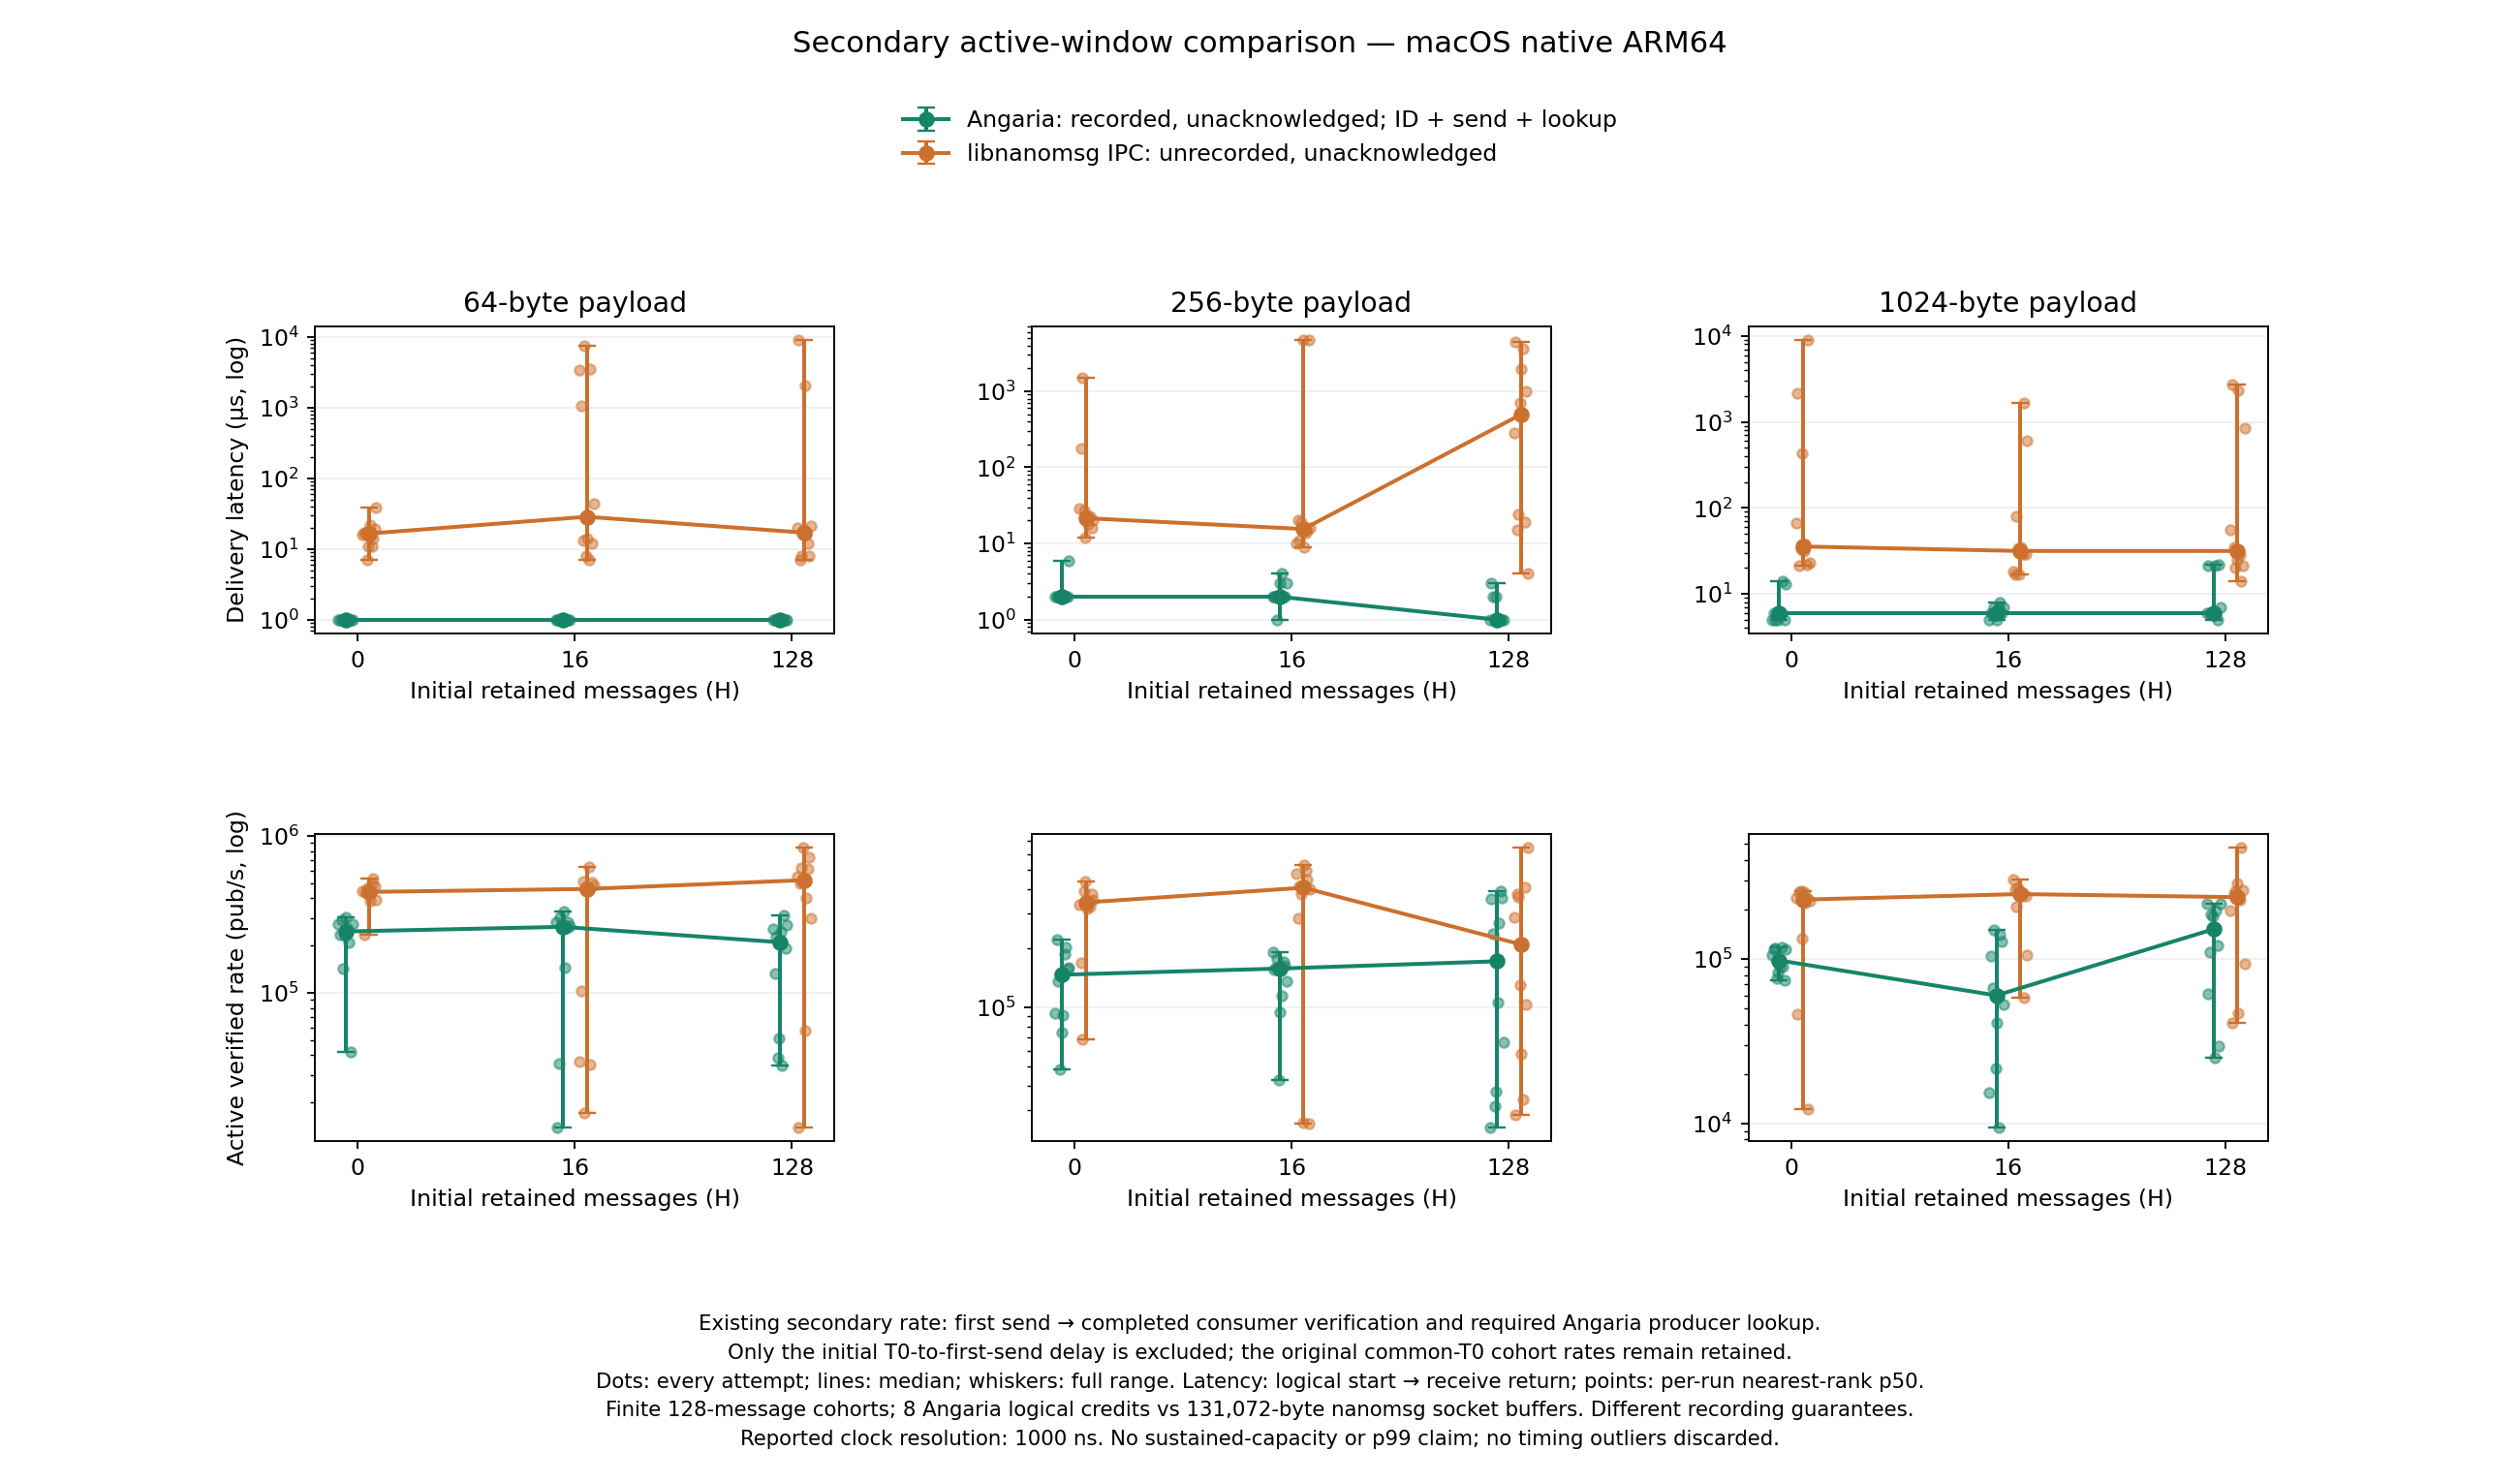 Secondary active-window comparison — macOS native ARM64
Angaria: recorded, unacknowledged; ID + send + lookup
libnanomsg IPC: unrecorded, unacknowledged
64-byte payload
256-byte payload
1024-byte payload
Delivery latency (µs, log)
10⁴
10³
10²
10¹
10⁰
0
16
128
Initial retained messages (H)
10³
10²
10¹
10⁰
0
16
128
Initial retained messages (H)
10⁴
10³
10²
10¹
0
16
128
Initial retained messages (H)
Active verified rate (pub/s, log)
10⁶
10⁵
0
16
128
Initial retained messages (H)
10⁵
0
16
128
Initial retained messages (H)
10⁵
10⁴
0
16
128
Initial retained messages (H)
Existing secondary rate: first send → completed consumer verification and required Angaria producer lookup.
Only the initial T0-to-first-send delay is excluded; the original common-T0 cohort rates remain retained.
Dots: every attempt; lines: median; whiskers: full range. Latency: logical start → receive return; points: per-run nearest-rank p50.
Finite 128-message cohorts; 8 Angaria logical credits vs 131,072-byte nanomsg socket buffers. Different recording guarantees.
Reported clock resolution: 1000 ns. No sustained-capacity or p99 claim; no timing outliers discarded.